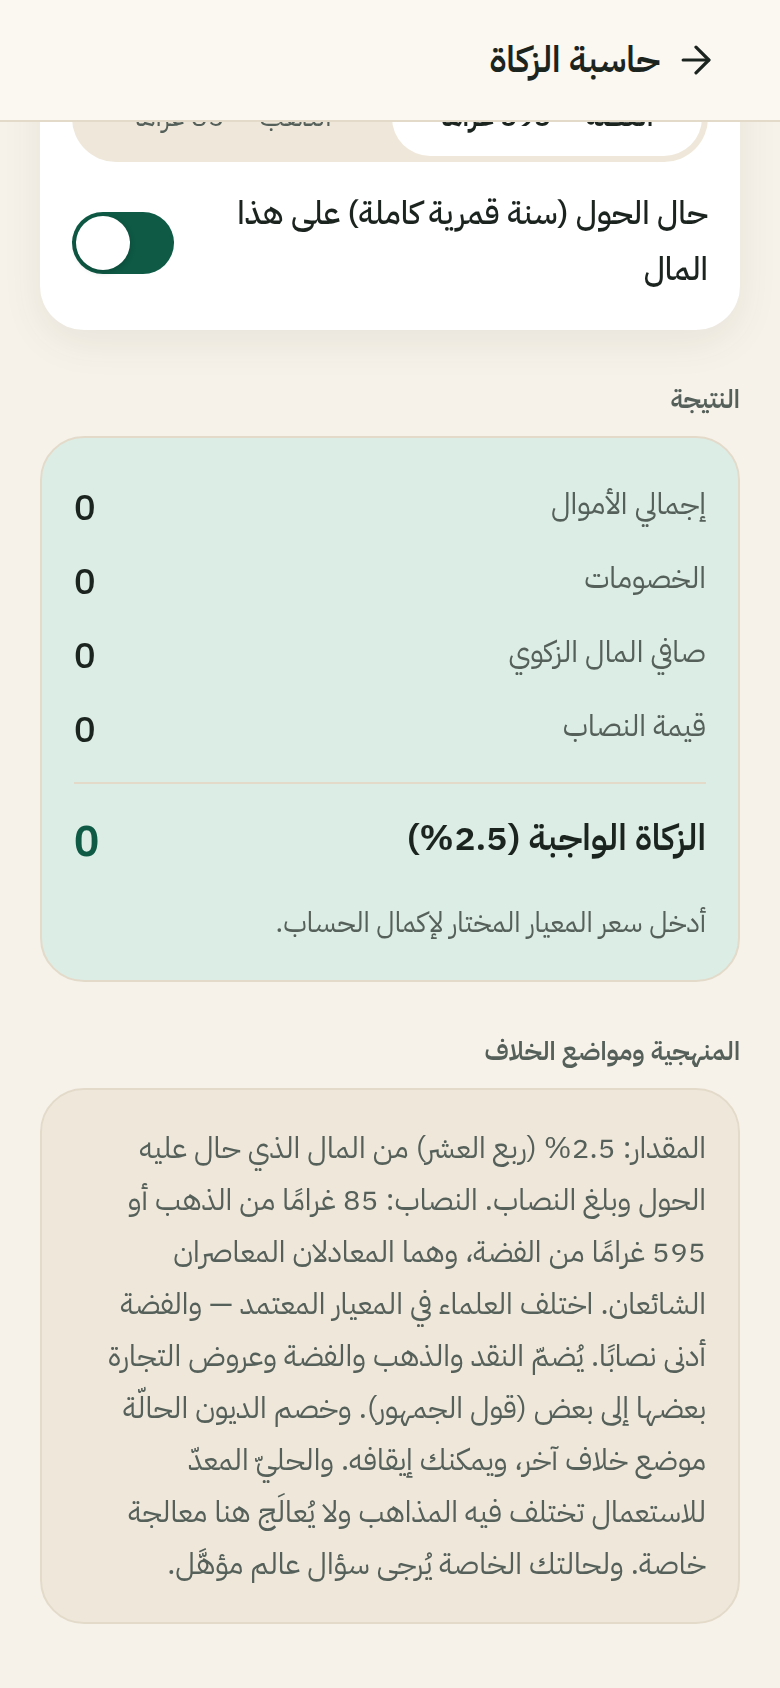 حاسبة الزكاة
حال الحول (سنة قمرية كاملة) على هذا
المال
النتيجة
إجمالي الأموال 0
الخصومات 0
صافي المال الزكوي 0
قيمة النصاب 0
الزكاة الواجبة (2.5%) 0
أدخل سعر المعيار المختار لإكمال الحساب.
المنهجية ومواضع الخلاف
المقدار: 2.5% (ربع العشر) من المال الذي حال عليه
الحول وبلغ النصاب. النصاب: 85 غرامًا من الذهب أو
595 غرامًا من الفضة، وهما المعادلان المعاصران
الشائعان. اختلف العلماء في المعيار المعتمد — والفضة
أدنى نصابًا. يُضمّ النقد والذهب والفضة وعروض التجارة
بعضها إلى بعض (قول الجمهور). وخصم الديون الحالّة
موضع خلاف آخر، ويمكنك إيقافه. والحليّ المعدّ
للاستعمال تختلف فيه المذاهب ولا يُعالَج هنا معالجة
خاصة. ولحالتك الخاصة يُرجى سؤال عالم مؤهَّل.